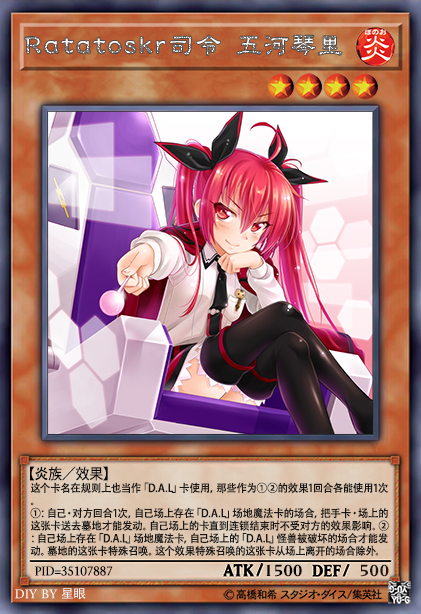 Ratatoskr司令 五河琴里
ほのお
炎
【炎族／效果】
这个卡名在规则上也当作「D.A.L」卡使用，那些作为①②的效果1回合各能使用1次
。
①：自己·对方回合1次，自己场上存在「D.A.L」场地魔法卡的场合，把手卡·场上的
这张卡送去墓地才能发动。自己场上的卡直到连锁结束时不受对方的效果影响。②
：自己场上存在「D.A.L」场地魔法卡，自己场上的「D.A.L」怪兽被破坏的场合才能发
动。墓地的这张卡特殊召唤。这个效果特殊召唤的这张卡从场上离开的场合除外。
PID=35107887
ATK/1500 DEF/ 500
DIY BY 星眼
©高橋和希 スタジオ·ダイス/集英社